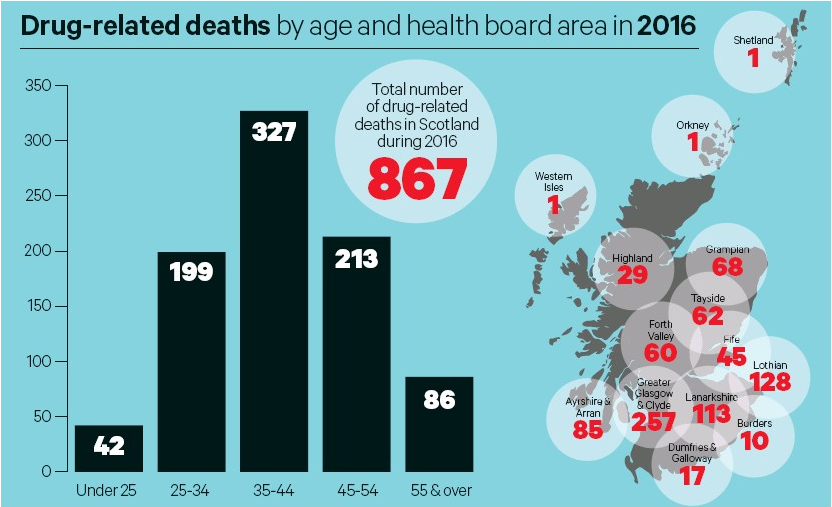 Drug-related deaths by age and health board area in 2016
350
300
250
200
150
100
50
0
42
199
327
213
86
Under 25
25-34
35-44
45-54
55 & over
Total number
of drug-related
deaths in Scotland
during 2016
867
Shetland
1
Orkney
1
Western
Isles
1
Highland
29
Grampian
68
Tayside
62
Forth
Valley
60
Fife
45
Lothian
128
Greater
Glasgow
& Clyde
257
Lanarkshire
113
Ayrshire &
Arran
85
Burders
10
Dumfries &
Galloway
17